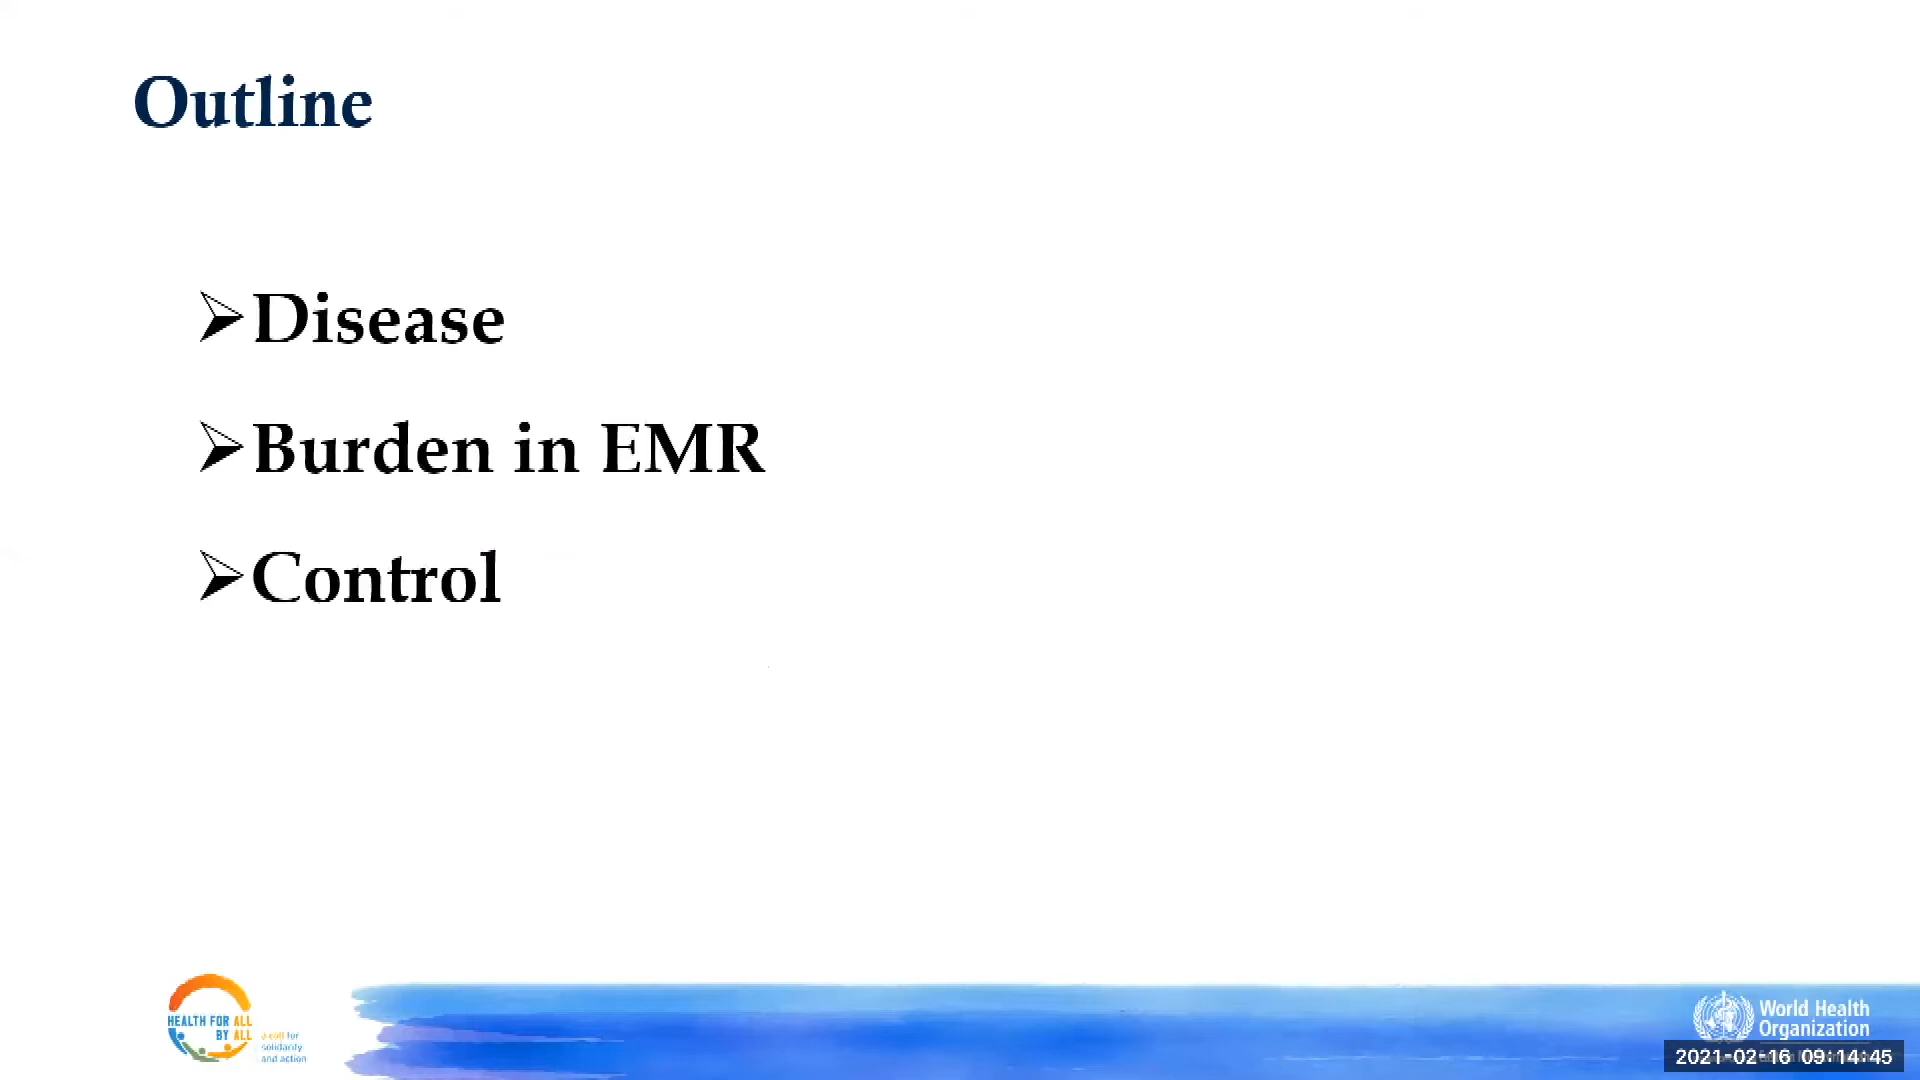 Outline
➢Disease
➢Burden in EMR
➢Control
HEALTH FOR ALL
BY ALL
a call for
solidarity
and action
World Health
Organization
2021-02-16 09:14:45